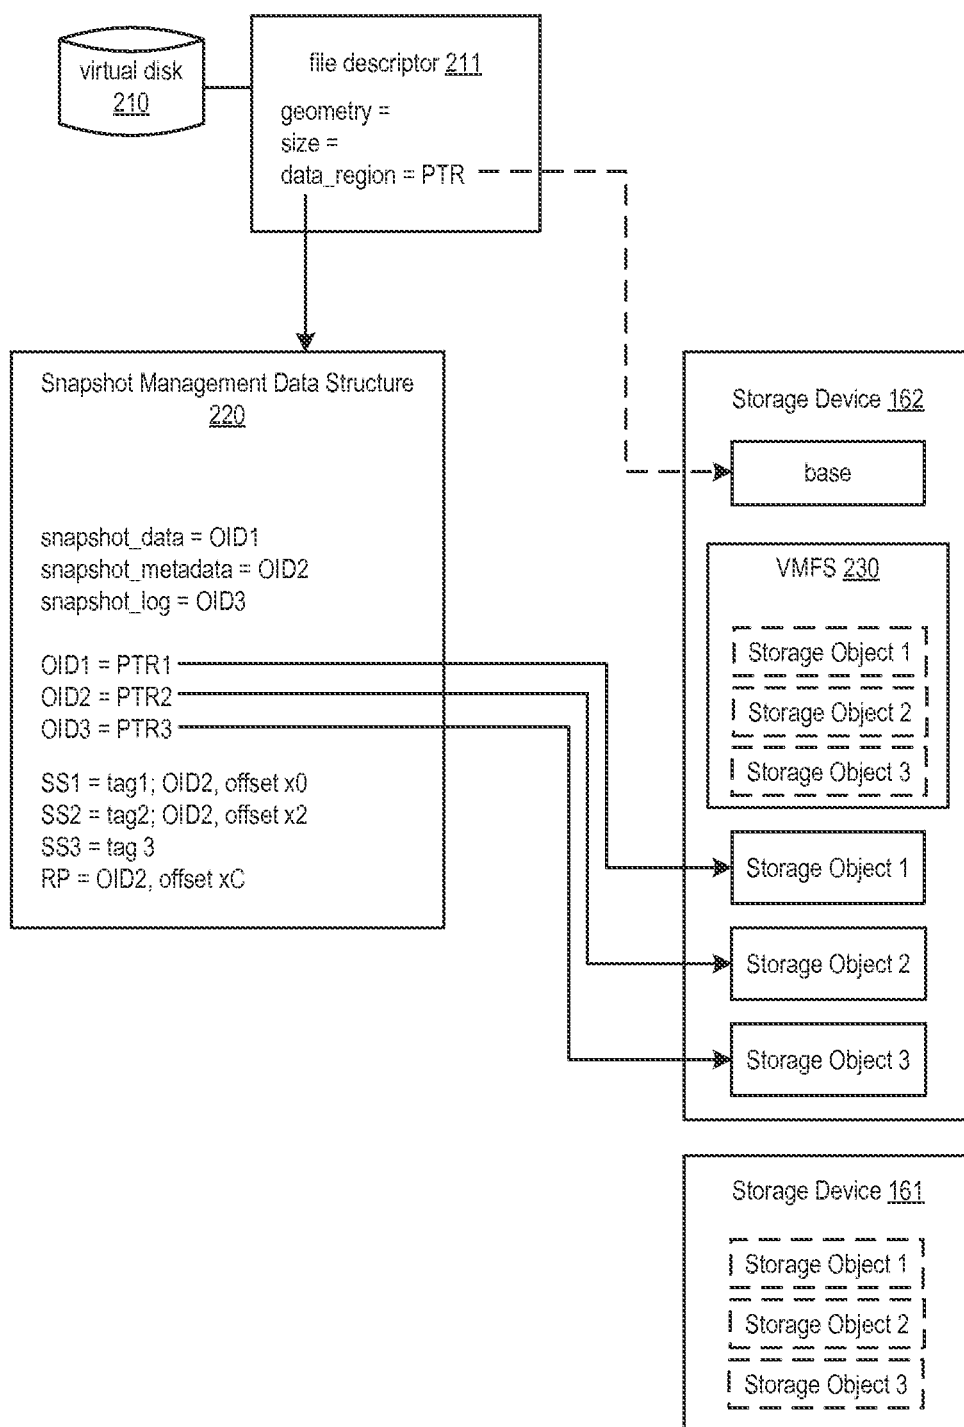 virtual disk
210
file descriptor 211
geometry =
size =
data_region = PTR
Snapshot Management Data Structure
220
snapshot_data = OID1
snapshot_metadata = OID2
snapshot_log = OID3
OID1 = PTR1
OID2 = PTR2
OID3 = PTR3
SS1 = tag1; OID2, offset x0
SS2 = tag2; OID2, offset x2
SS3 = tag 3
RP = OID2, offset xC
Storage Device 162
base
VMFS 230
Storage Object 1
Storage Object 2
Storage Object 3
Storage Object 1
Storage Object 2
Storage Object 3
Storage Device 161
Storage Object 1
Storage Object 2
Storage Object 3